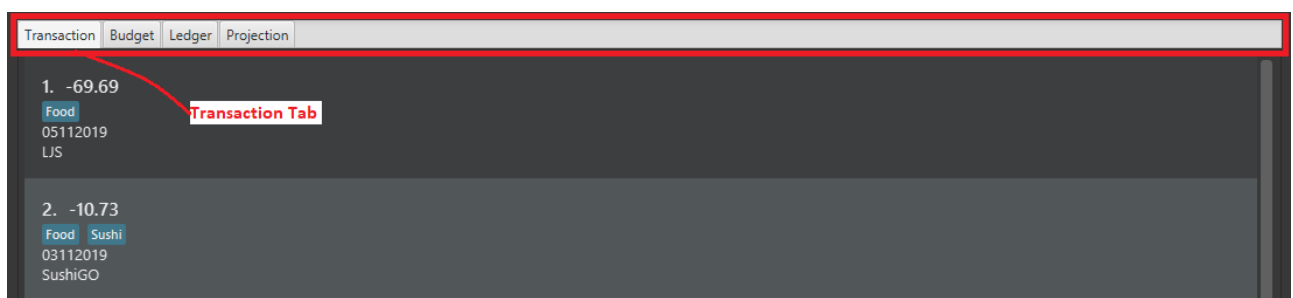 Transaction Budget Ledger Projection
1. -69.69
Food
Transaction Tab
05112019
LJS
2. -10.73
Food Sushi
03112019
SushiGO